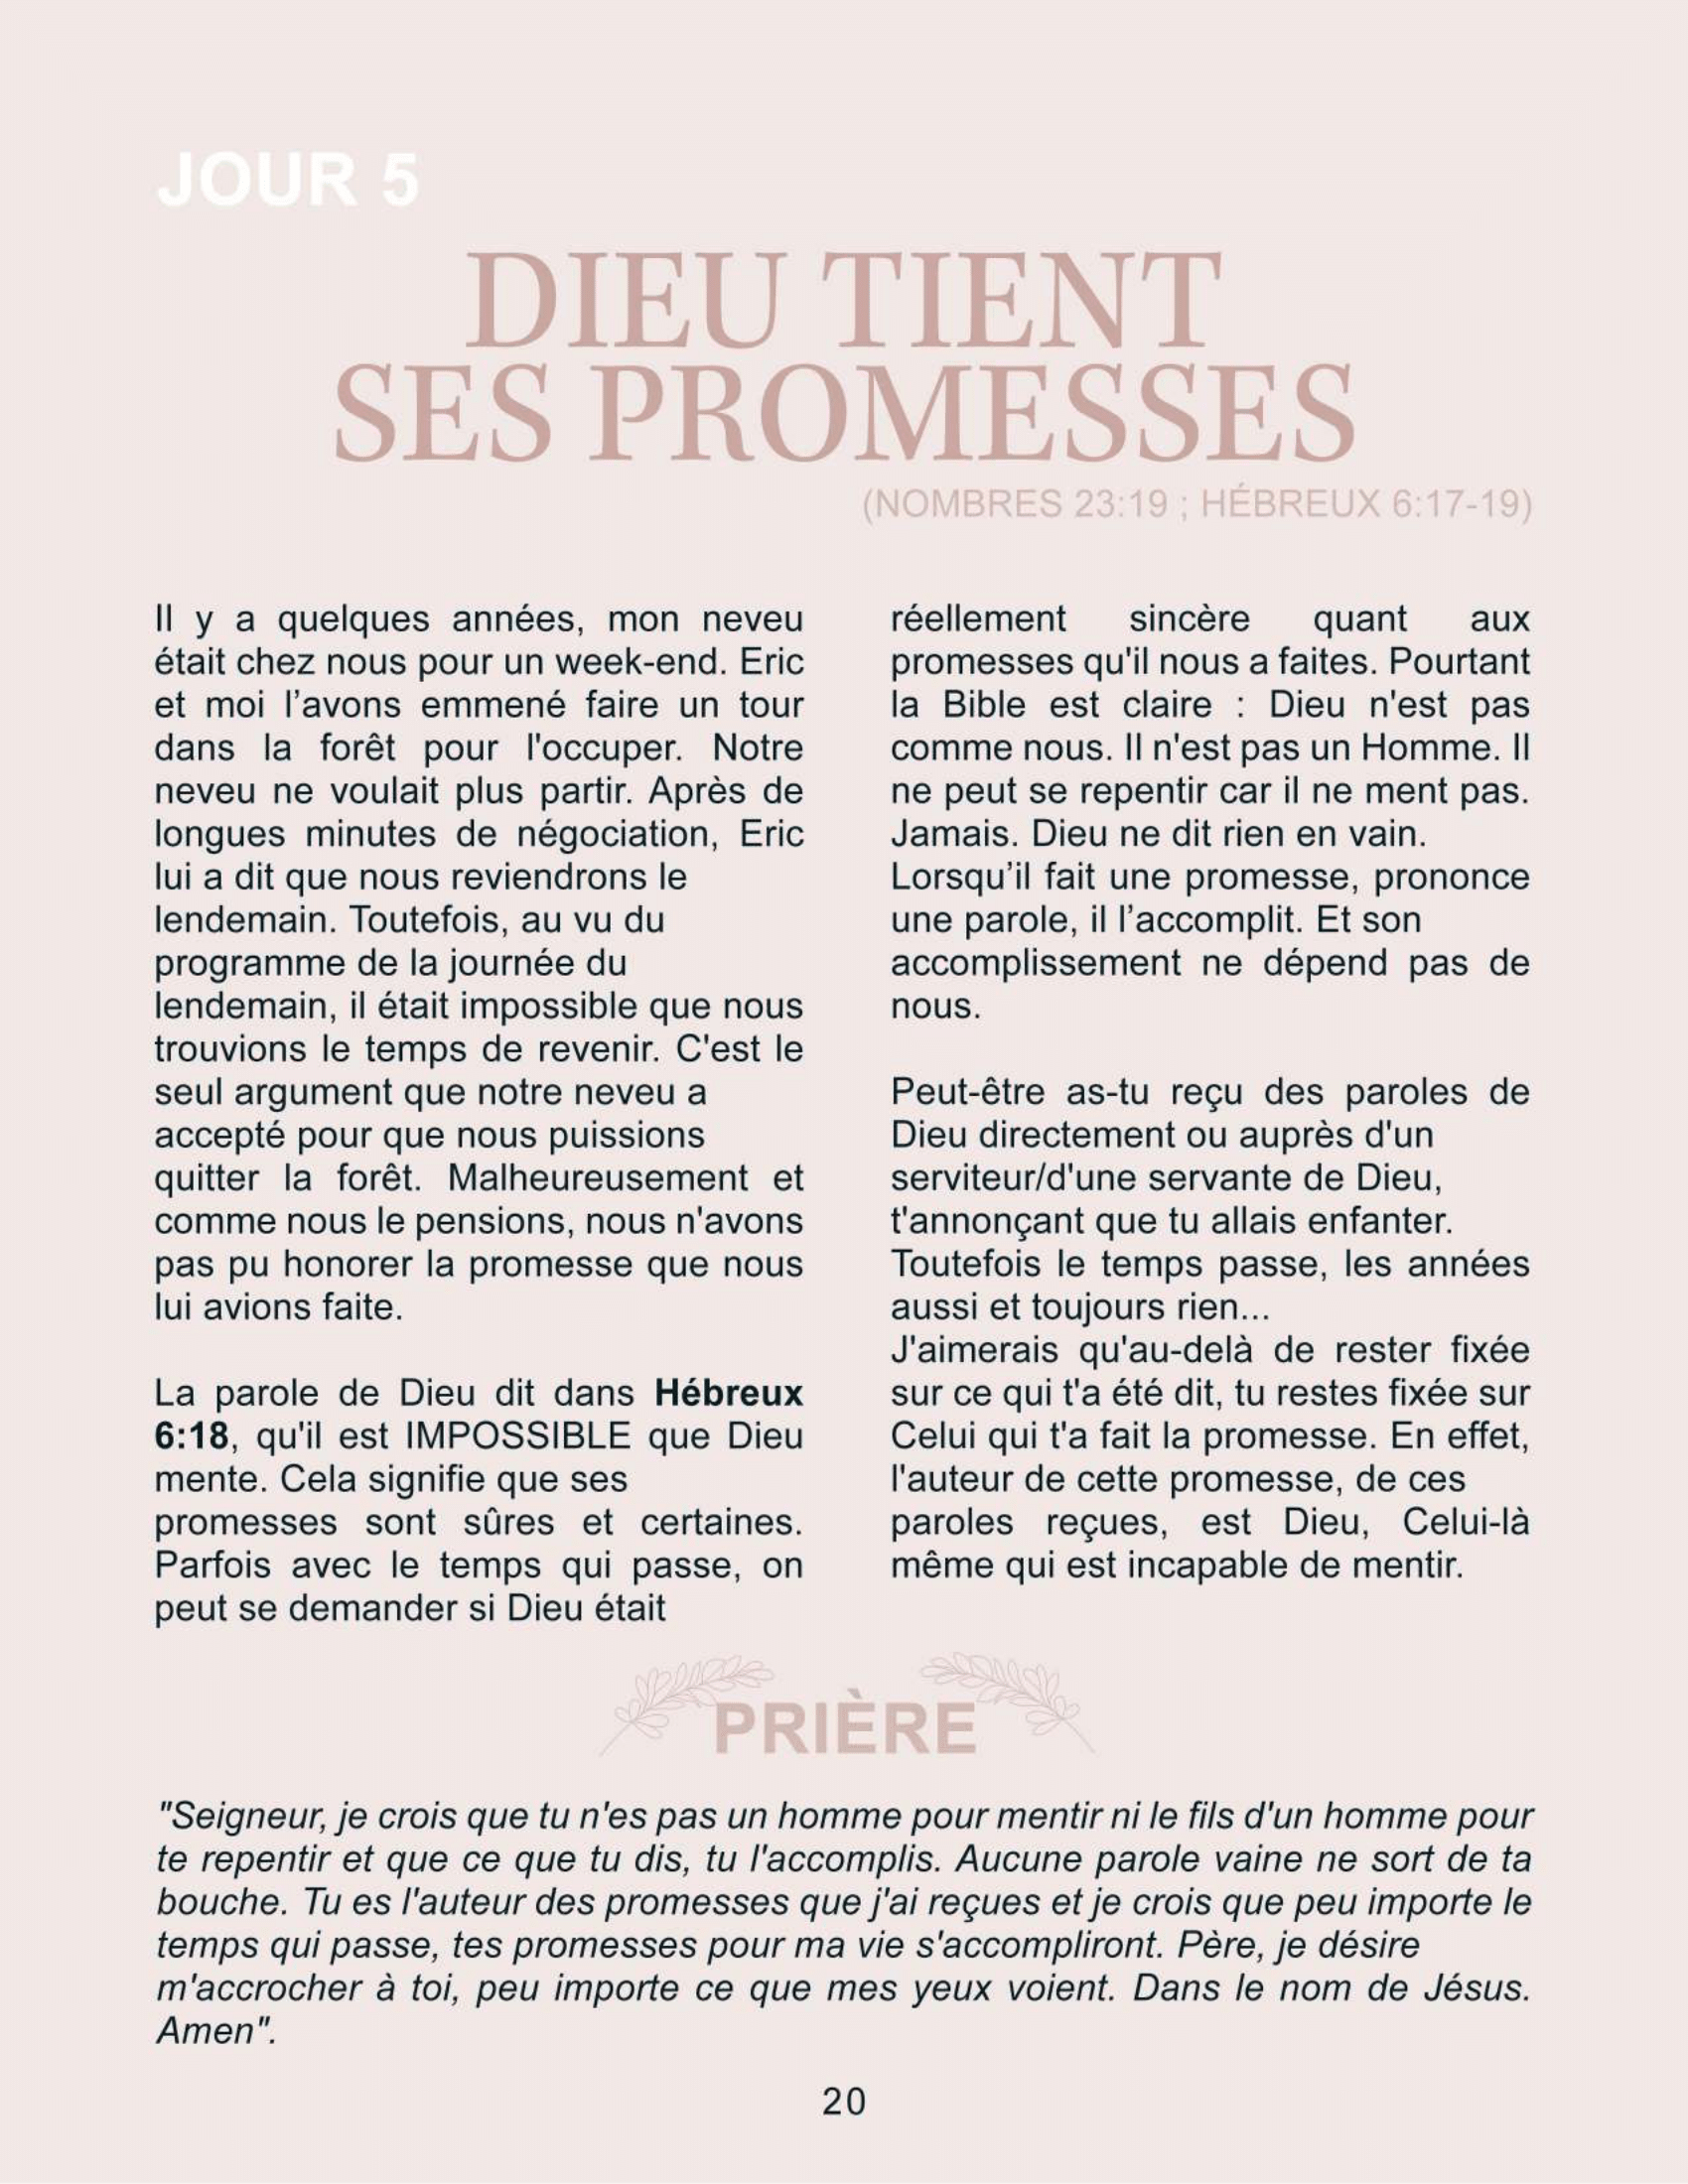 JOUR 5
DIEU TIENT
SES PROMESSES
(NOMBRES 23:19 ; HÉBREUX 6:17-19)
Il y a quelques années, mon neveu
était chez nous pour un week-end. Eric
et moi l’avons emmené faire un tour
dans la forêt pour l'occuper. Notre
neveu ne voulait plus partir. Après de
longues minutes de négociation, Eric
lui a dit que nous reviendrons le
lendemain. Toutefois, au vu du
programme de la journée du
lendemain, il était impossible que nous
trouvions le temps de revenir. C'est le
seul argument que notre neveu a
accepté pour que nous puissions
quitter la forêt. Malheureusement et
comme nous le pensions, nous n'avons
pas pu honorer la promesse que nous
lui avions faite.
La parole de Dieu dit dans Hébreux
6:18, qu'il est IMPOSSIBLE que Dieu
mente. Cela signifie que ses
promesses sont sûres et certaines.
Parfois avec le temps qui passe, on
peut se demander si Dieu était
réellement sincère quant aux
promesses qu'il nous a faites. Pourtant
la Bible est claire : Dieu n'est pas
comme nous. Il n'est pas un Homme. Il
ne peut se repentir car il ne ment pas.
Jamais. Dieu ne dit rien en vain.
Lorsqu’il fait une promesse, prononce
une parole, il l’accomplit. Et son
accomplissement ne dépend pas de
nous.
Peut-être as-tu reçu des paroles de
Dieu directement ou auprès d'un
serviteur/d'une servante de Dieu,
t'annonçant que tu allais enfanter.
Toutefois le temps passe, les années
aussi et toujours rien...
J'aimerais qu'au-delà de rester fixée
sur ce qui t'a été dit, tu restes fixée sur
Celui qui t'a fait la promesse. En effet,
l'auteur de cette promesse, de ces
paroles reçues, est Dieu, Celui-là
même qui est incapable de mentir.
PRIÈRE
"Seigneur, je crois que tu n'es pas un homme pour mentir ni le fils d'un homme pour
te repentir et que ce que tu dis, tu l'accomplis. Aucune parole vaine ne sort de ta
bouche. Tu es l'auteur des promesses que j'ai reçues et je crois que peu importe le
temps qui passe, tes promesses pour ma vie s'accompliront. Père, je désire
m'accrocher à toi, peu importe ce que mes yeux voient. Dans le nom de Jésus.
Amen".
20